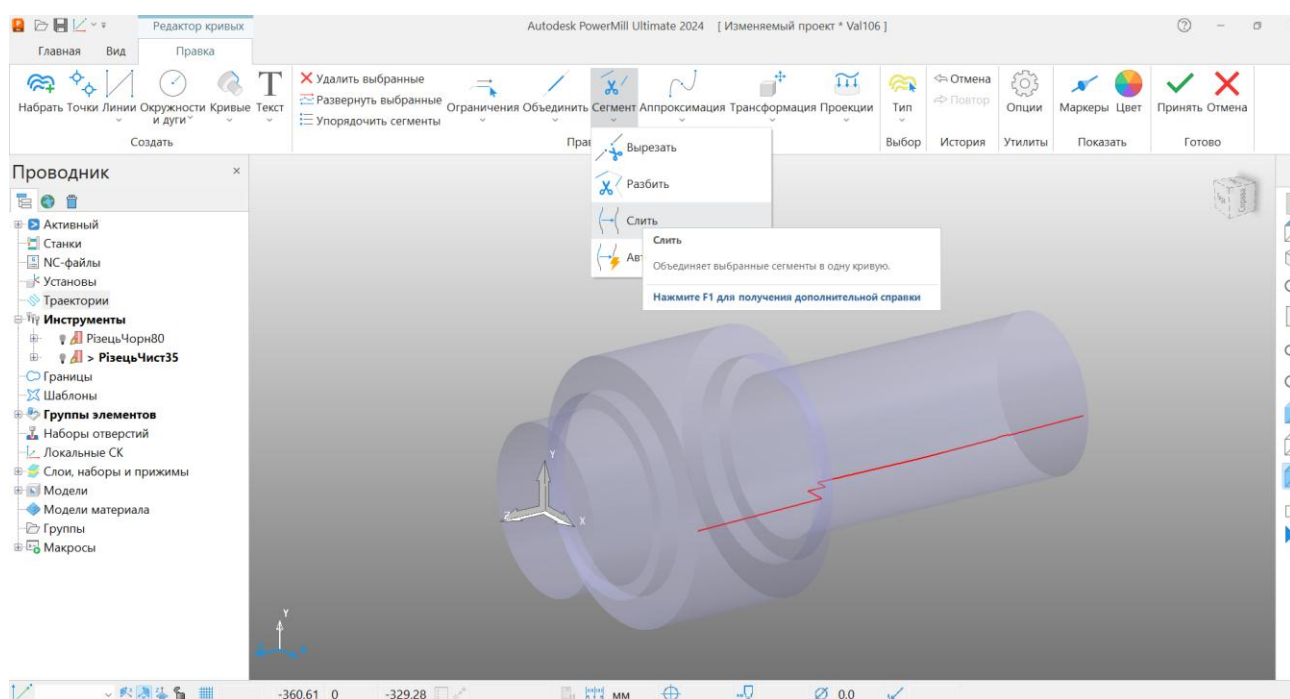 Редактор кривых
Autodesk PowerMill Ultimate 2024 [ Изменяемый проект * Val106 ]
Главная Вид Правка
Набрать Точки Линии Окружности и дуги Кривые Текст
Удалить выбранные
Развернуть выбранные
Упорядочить сегменты
Ограничения Объединить Сегмент Аппроксимация Трансформация Проекции
Тип
Отмена
Повтор
Опции
Маркеры Цвет
Принять Отмена
Создать
Прав
Выбор История Утилиты Показать Готово
Вырезать
Разбить
Слить
Авт
Слить
Объединяет выбранные сегменты в одну кривую.
Нажмите F1 для получения дополнительной справки
Проводник
Активный
Станки
NC-файлы
Установы
Траектории
Инструменты
РізецьЧорн80
> РізецьЧист35
Границы
Шаблоны
Группы элементов
Наборы отверстий
Локальные СК
Слои, наборы и прижимы
Модели
Модели материала
Группы
Макросы
Справа
Y
Z
X
Y
-360.61 0 -329.28
мм
0.0